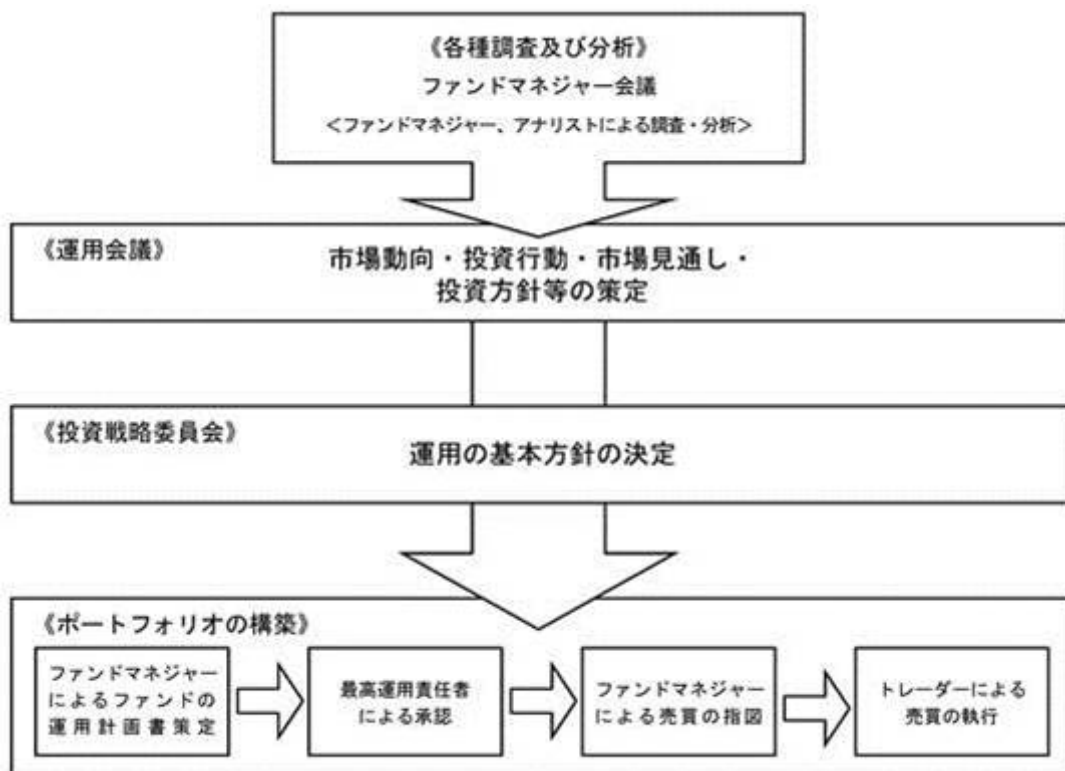 《各種調査及び分析》
ファンドマネジャー会議
<ファンドマネジャー、アナリストによる調査・分析>
《運用会議》
市場動向・投資行動・市場見通し・
投資方針等の策定
《投資戦略委員会》
運用の基本方針の決定
《ポートフォリオの構築》
ファンドマネジャー
によるファンドの
運用計画書策定
最高運用責任者
による承認
ファンドマネジャー
による売買の指図
トレーダーによる
売買の執行